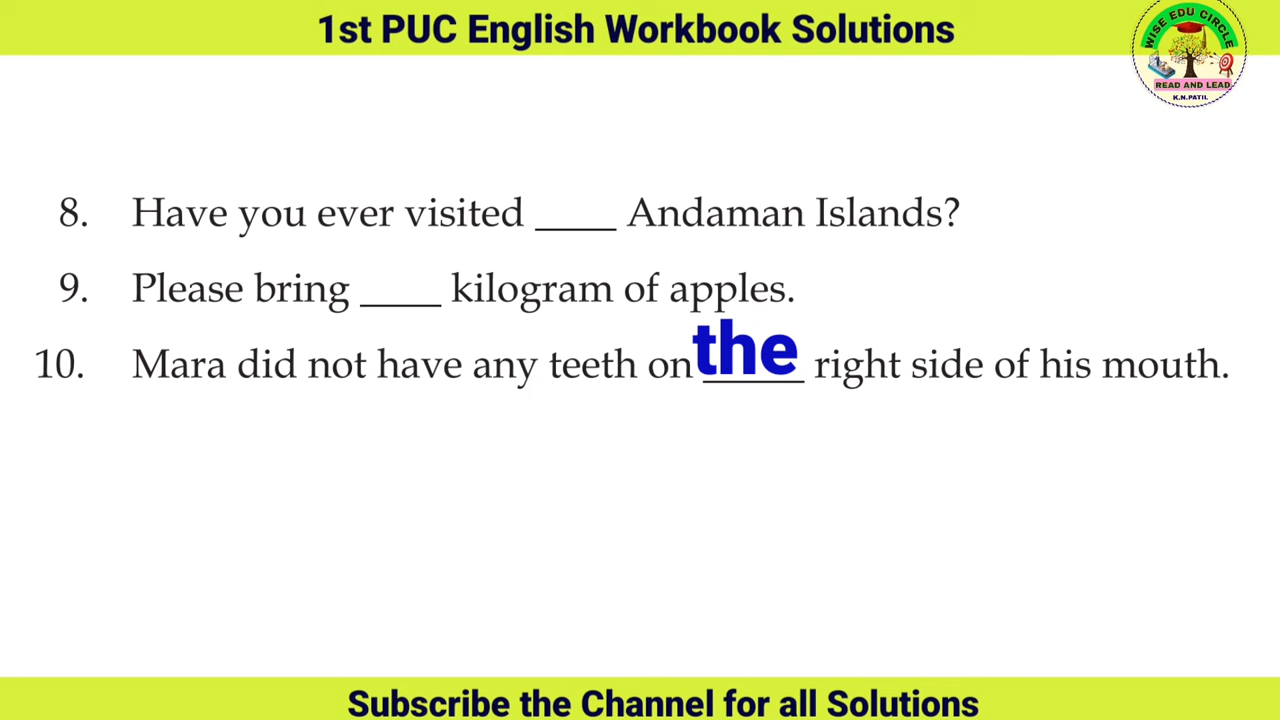 1st PUC English Workbook Solutions
WISE EDU CIRCLE
READ AND LEAD
K.N.PATIL
8. Have you ever visited ____ Andaman Islands?
9. Please bring ____ kilogram of apples.
10. Mara did not have any teeth on the right side of his mouth.
Subscribe the Channel for all Solutions